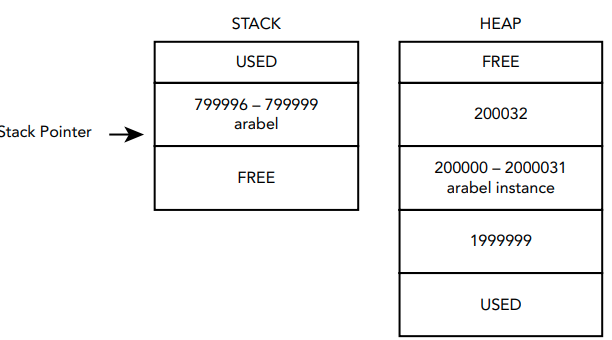 STACK
USED
799996 – 799999
arabel
Stack Pointer
FREE
HEAP
FREE
200032
200000 – 2000031
arabel instance
1999999
USED